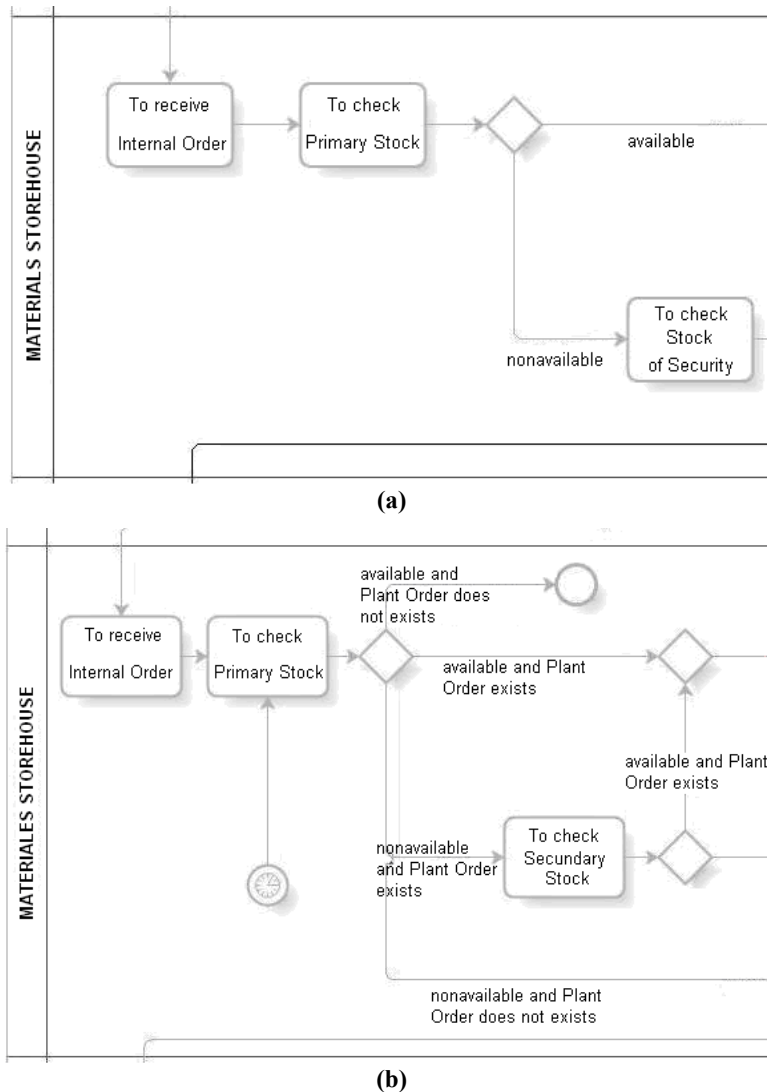 MATERIALS STOREHOUSE
To receive
Internal Order
To check
Primary Stock
available
nonavailable
To check
Stock
of Security
(a)
MATERIALES STOREHOUSE
available and
Plant Order does
not exists
To receive
Internal Order
To check
Primary Stock
available and Plant
Order exists
available and Plant
Order exists
nonavailable
and Plant Order
exists
To check
Secundary
Stock
nonavailable and Plant
Order does not exists
(b)